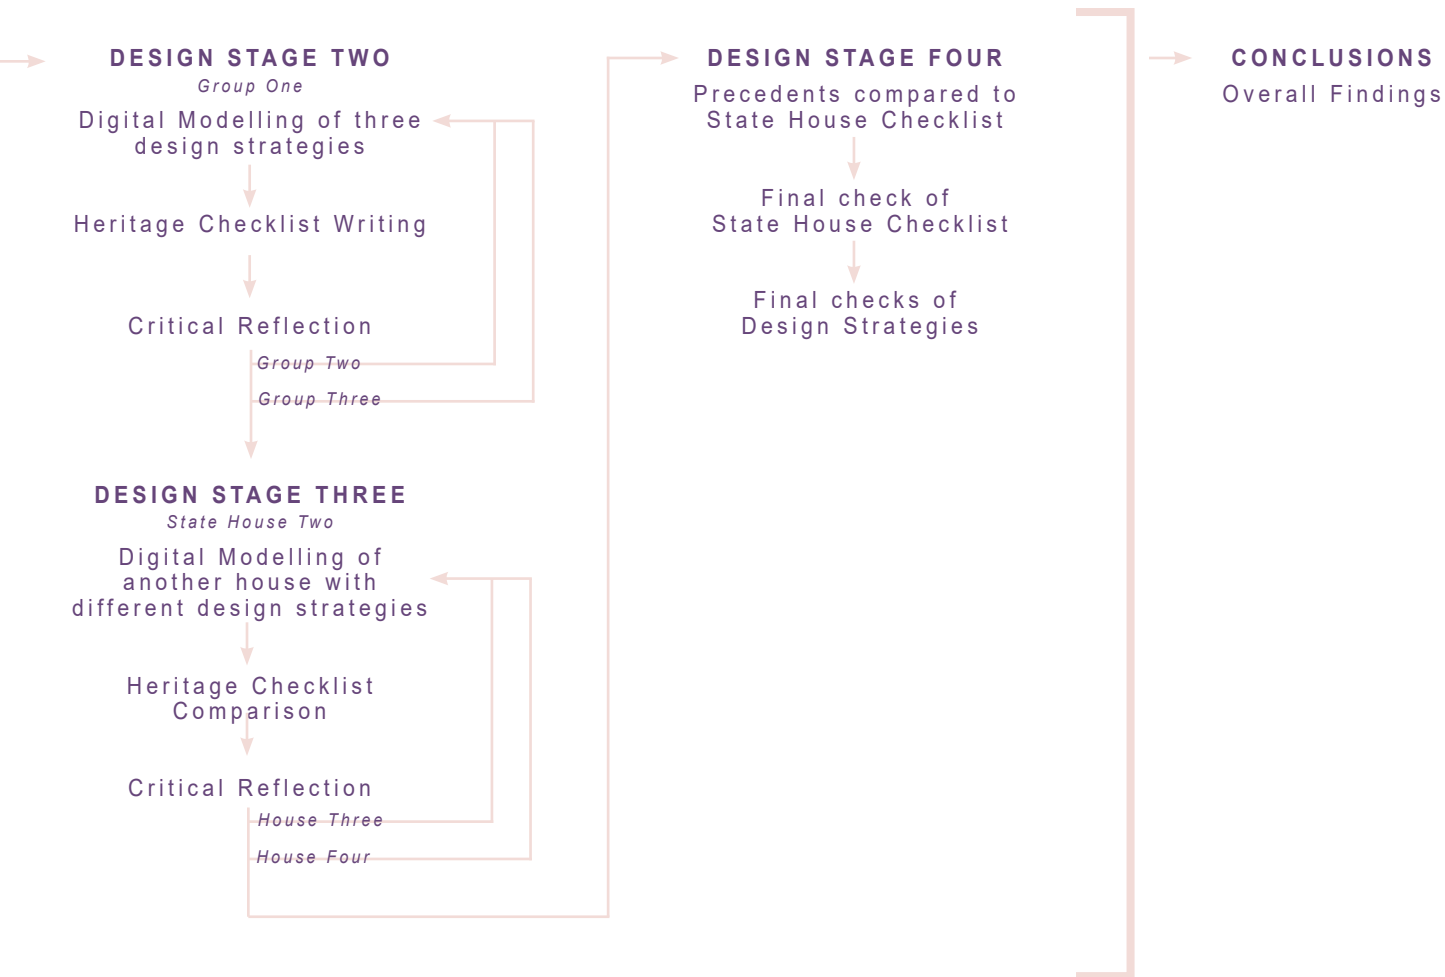 DESIGN STAGE TWO
Group One
Digital Modelling of three
design strategies
Heritage Checklist Writing
Critical Reflection
Group Two
Group Three
DESIGN STAGE THREE
State House Two
Digital Modelling of
another house with
different design strategies
Heritage Checklist
Comparison
Critical Reflection
House Three
House Four
DESIGN STAGE FOUR
Precedents compared to
State House Checklist
Final check of
State House Checklist
Final checks of
Design Strategies
CONCLUSIONS
Overall Findings